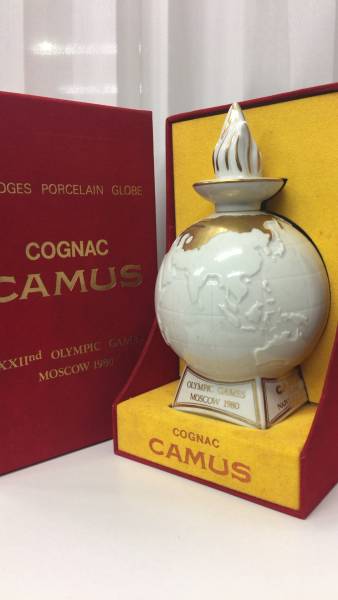 OGES PORCELAIN GLOBE
COGNAC
CAMUS
XXIInd OLYMPIC GAMES
MOSCOW 1980
OLYMPIC GAMES
MOSCOW 1980
COGNAC
CAMUS